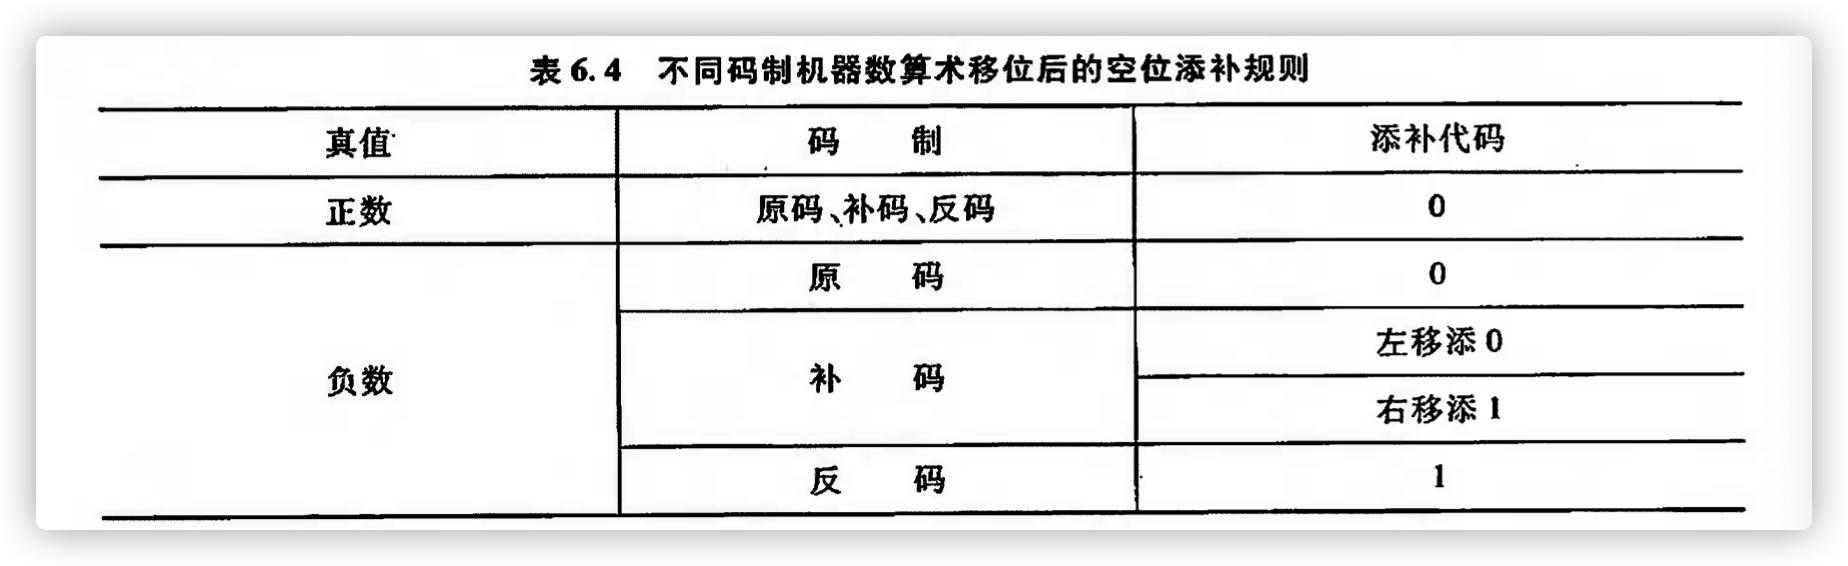 表 6.4 不同码制机器数算术移位后的空位添补规则
真值 码 制 添补代码
正数 原码、补码、反码 0
负数 原 码 0
补 码 左移添 0
右移添 1
反 码 1